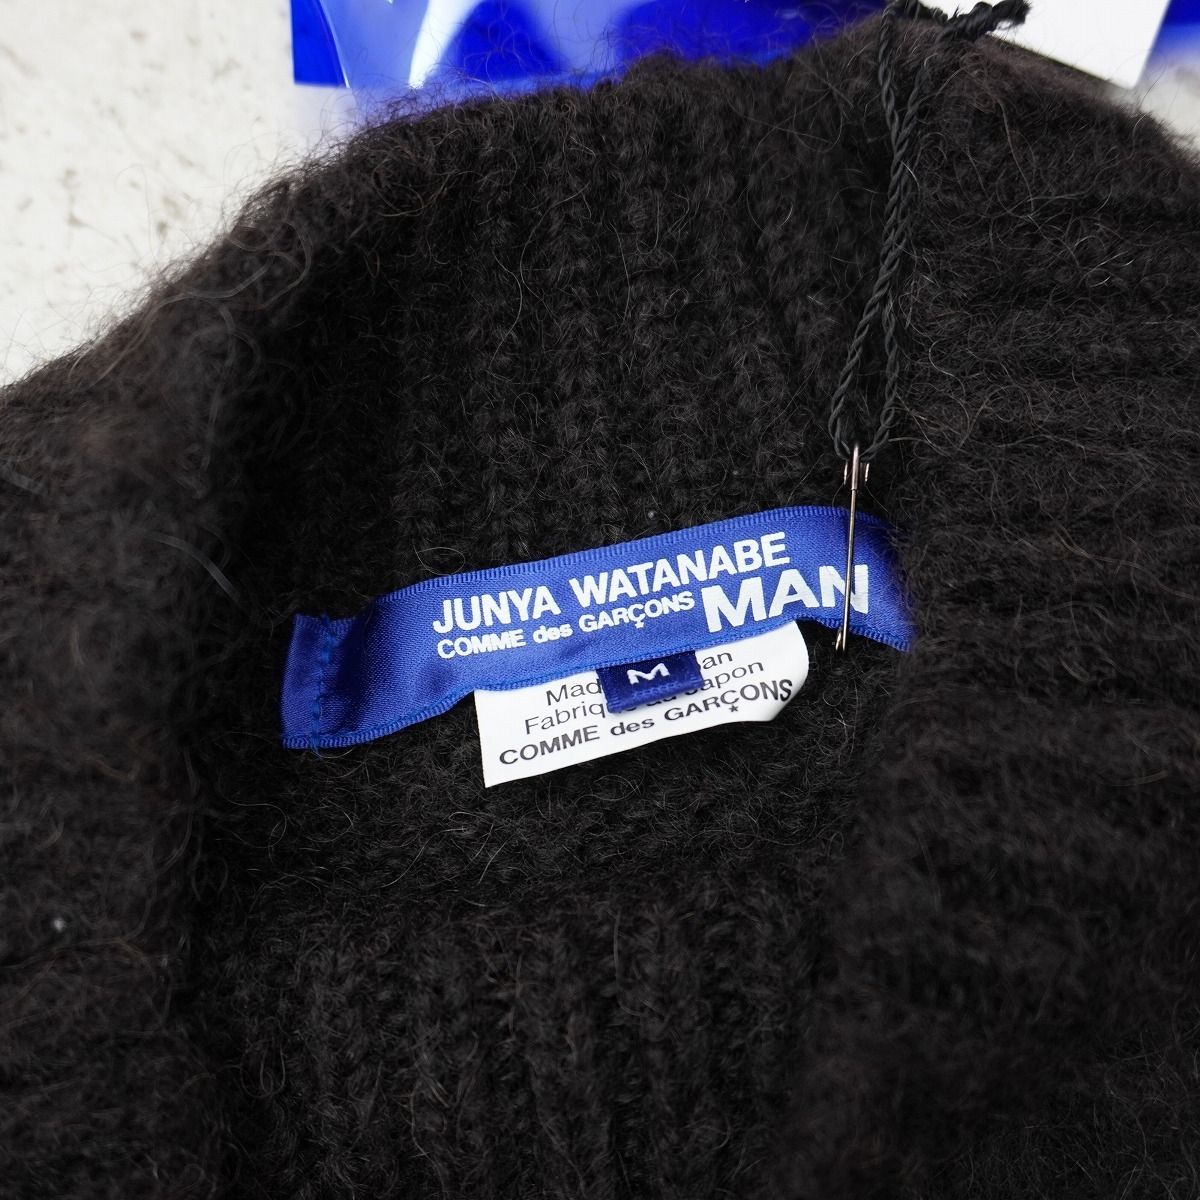 JUNYA WATANABE
COMME des GARÇONS MAN
M
Fabriqué au Japon
COMME des GARÇONS